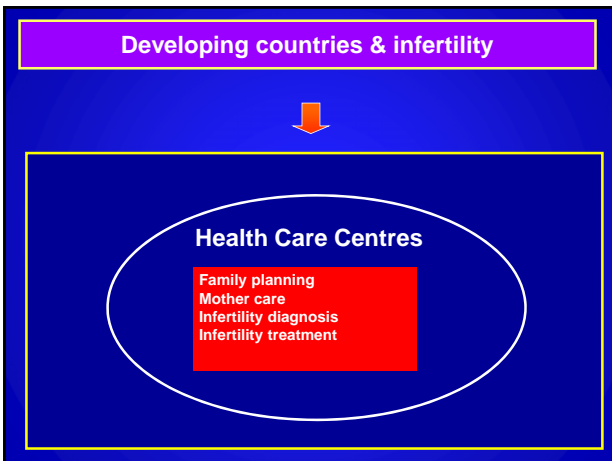 Developing countries & infertility
Health Care Centres
Family planning
Mother care
Infertility diagnosis
Infertility treatment